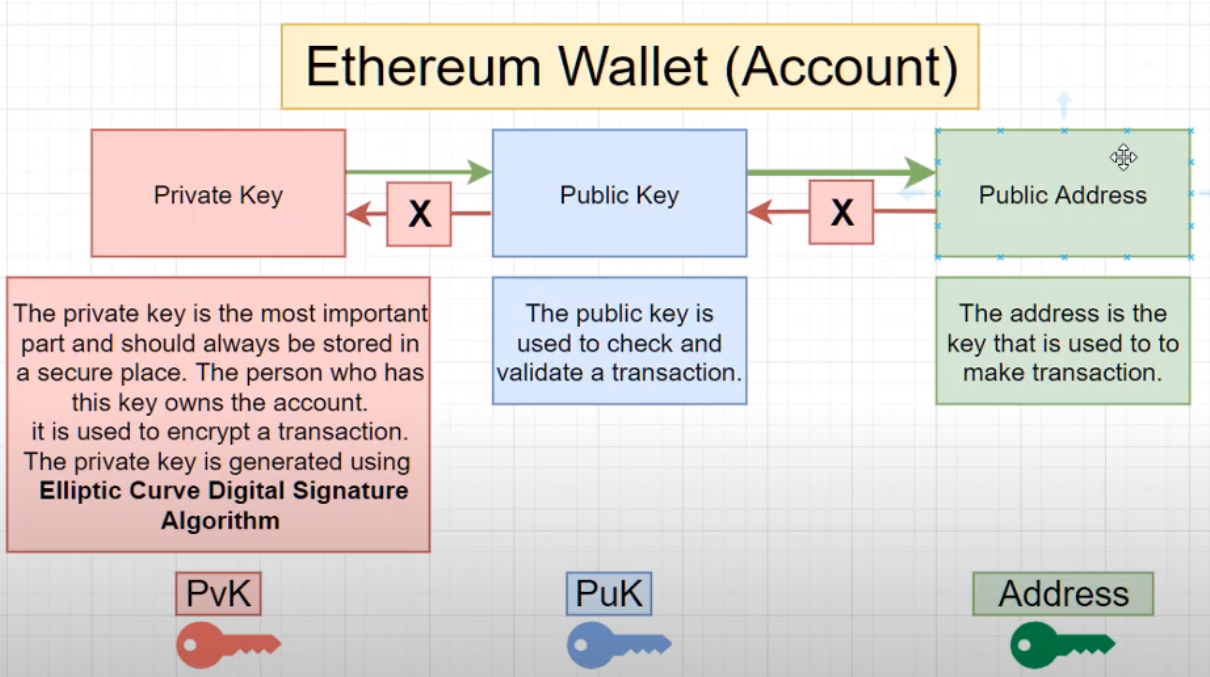 Ethereum Wallet (Account)
Private Key
X
Public Key
X
Public Address
The private key is the most important
part and should always be stored in
a secure place. The person who has
this key owns the account.
it is used to encrypt a transaction.
The private key is generated using
Elliptic Curve Digital Signature
Algorithm
The public key is
used to check and
validate a transaction.
The address is the
key that is used to to
make transaction.
PvK
PuK
Address